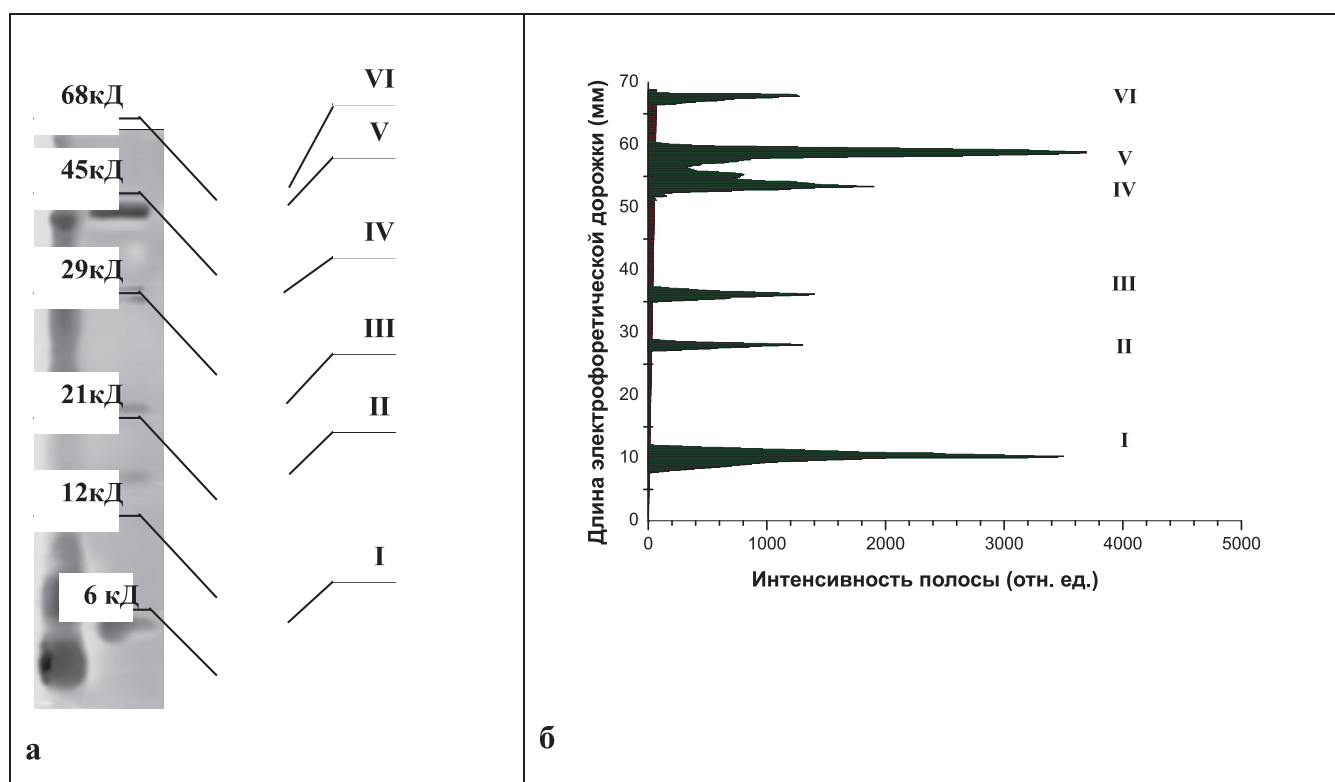 68кД
45кД
29кД
21кД
12кД
6 кД
VI
V
IV
III
II
I
а
Длина электрофоретической дорожки (мм)
70
60
50
40
30
20
10
0
0 1000 2000 3000 4000 5000
Интенсивность полосы (отн. ед.)
VI
V
IV
III
II
I
б